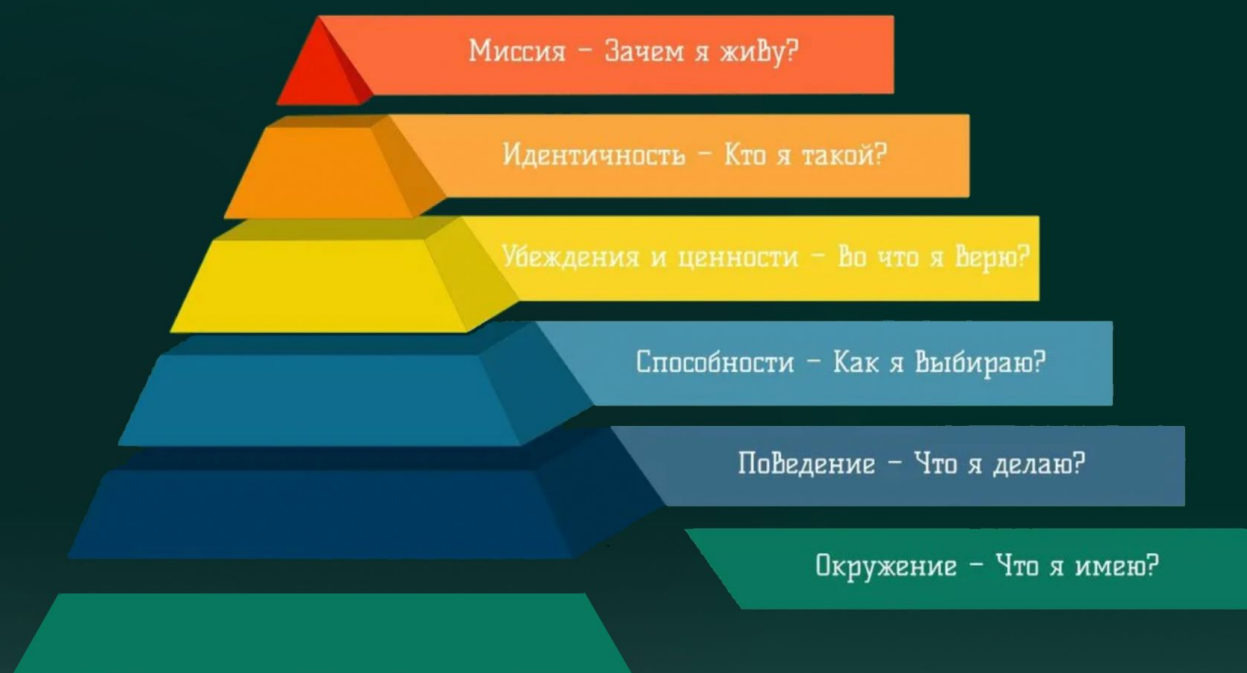 Миссия – Зачем я живу?
Идентичность – Кто я такой?
Убеждения и ценности – Во что я верю?
Способности – Как я выбираю?
Поведение – Что я делаю?
Окружение – Что я имею?